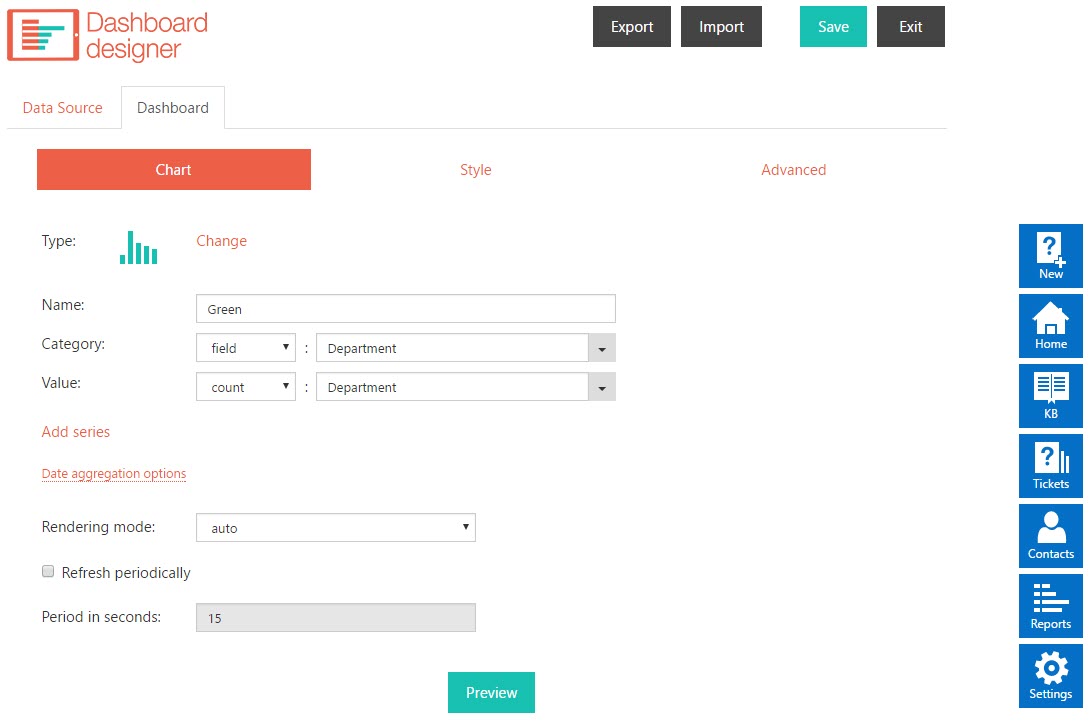 Dashboard
designer
Export Import Save Exit
Data Source Dashboard
Chart Style Advanced
Type: Change
Name: Green
Category: field : Department
Value: count : Department
Add series
Date aggregation options
Rendering mode: auto
Refresh periodically
Period in seconds: 15
Preview
New
Home
KB
Tickets
Contacts
Reports
Settings